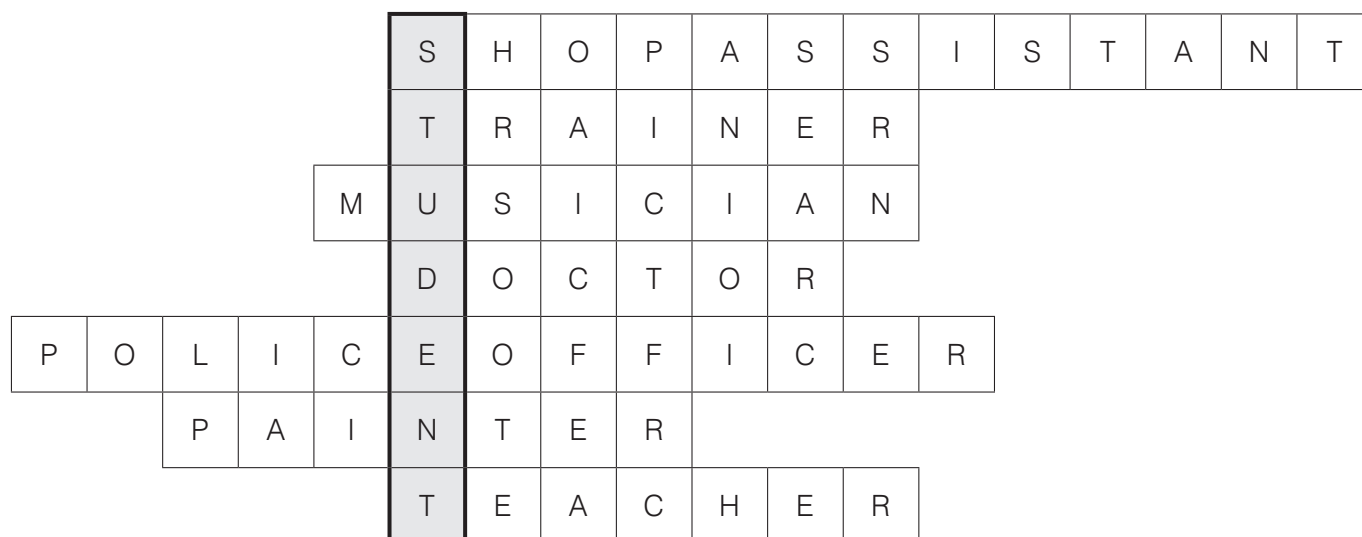 SHOPASSISTANT
TRAINER
MUSICIAN
DOCTOR
POLICEOFFICER
PAINTER
TEACHER